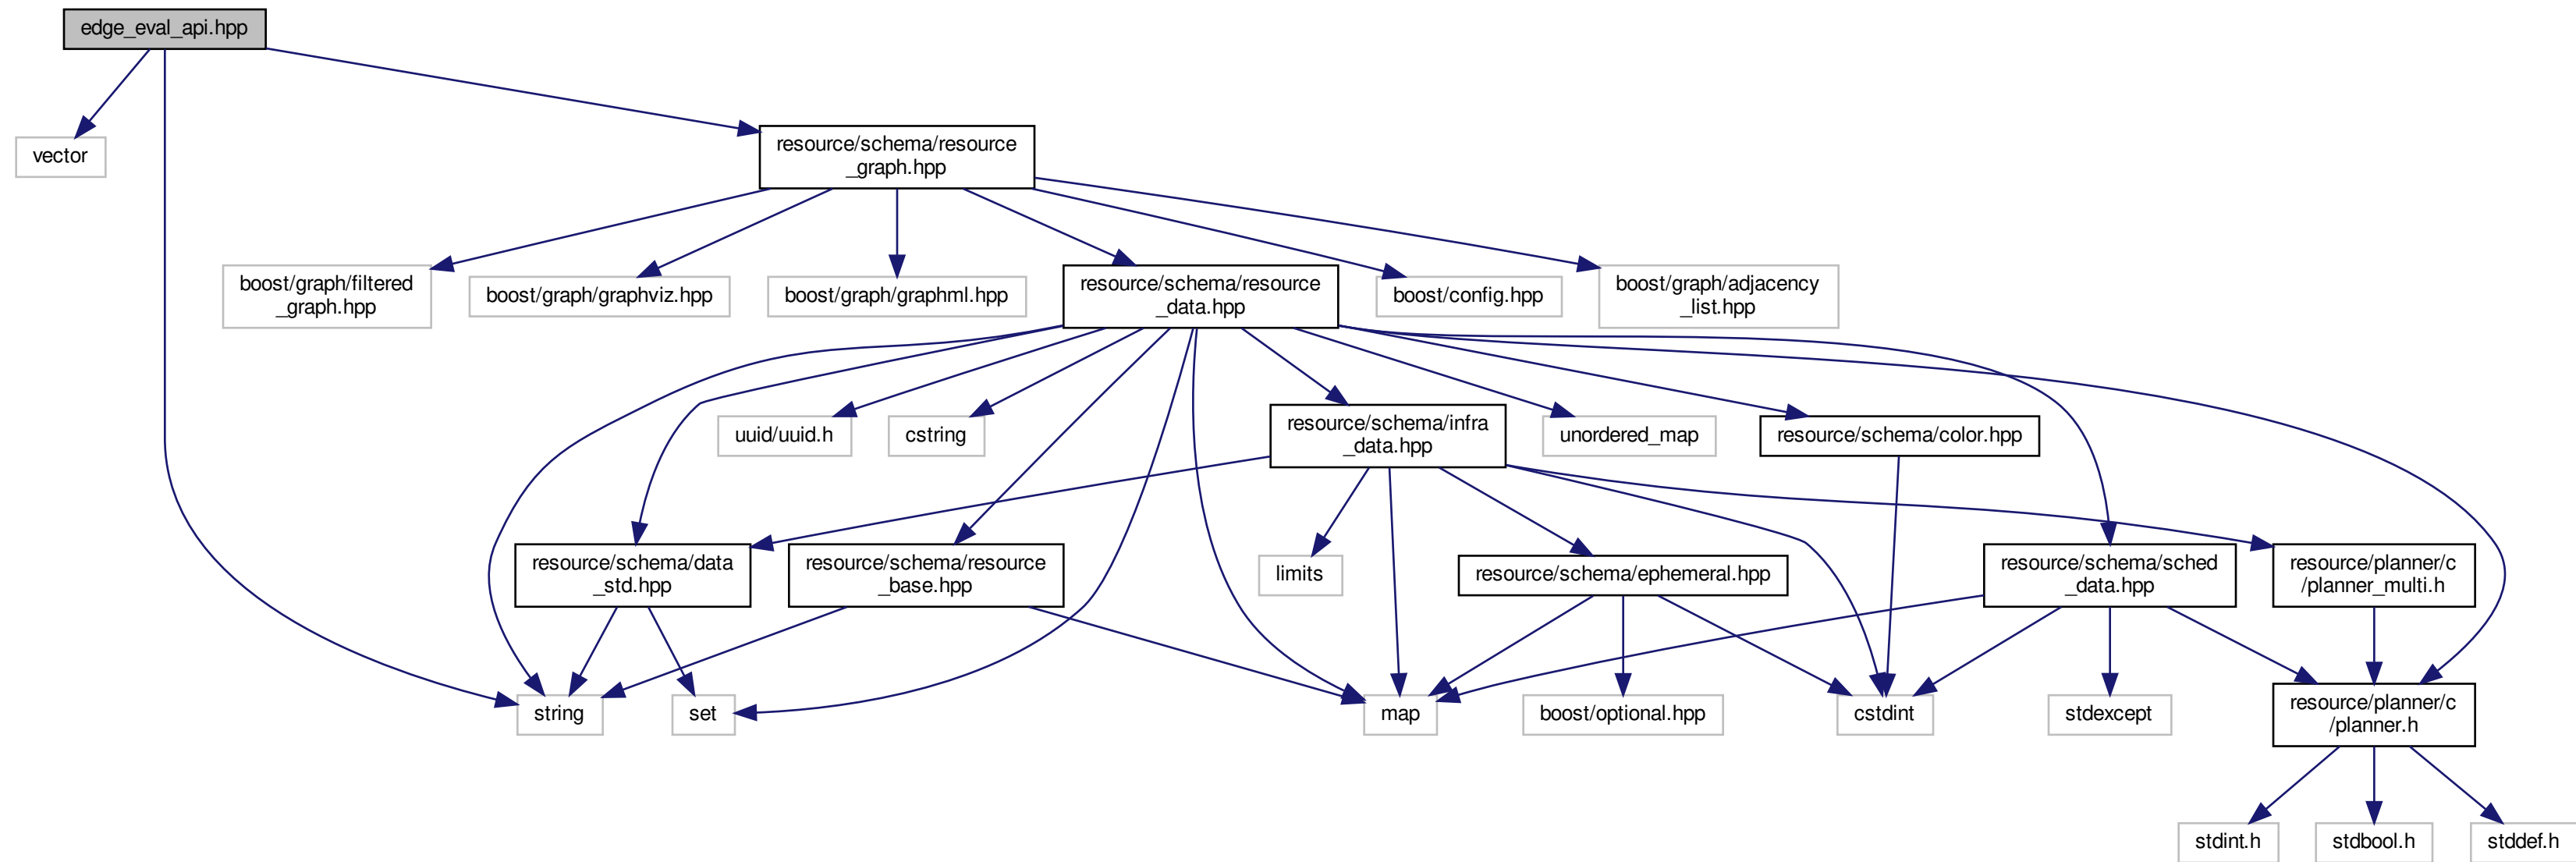 edge_eval_api.hpp
vector
resource/schema/resource
_graph.hpp
boost/graph/filtered
_graph.hpp
boost/graph/graphviz.hpp
boost/graph/graphml.hpp
resource/schema/resource
_data.hpp
boost/config.hpp
boost/graph/adjacency
_list.hpp
uuid/uuid.h
cstring
resource/schema/infra
_data.hpp
unordered_map
resource/schema/color.hpp
resource/schema/data
_std.hpp
resource/schema/resource
_base.hpp
limits
resource/schema/ephemeral.hpp
resource/schema/sched
_data.hpp
resource/planner/c
/planner_multi.h
string
set
map
boost/optional.hpp
cstdint
stdexcept
resource/planner/c
/planner.h
stdint.h
stdbool.h
stddef.h